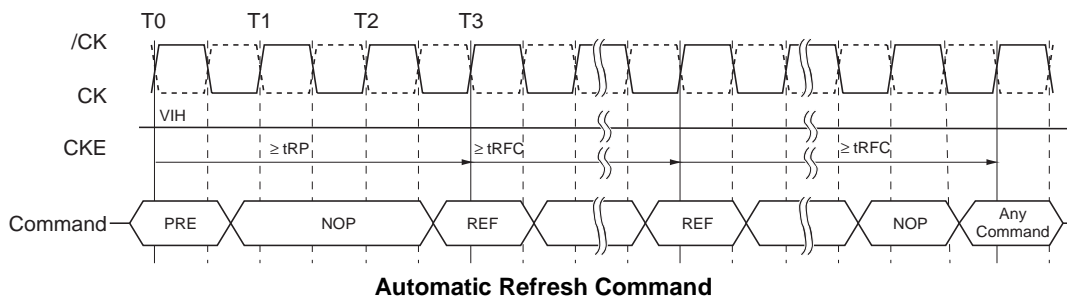 T0 T1 T2 T3
/CK
CK
VIH
CKE
≥ tRP ≥ tRFC ≥ tRFC
Command PRE NOP REF REF NOP Any Command
Automatic Refresh Command